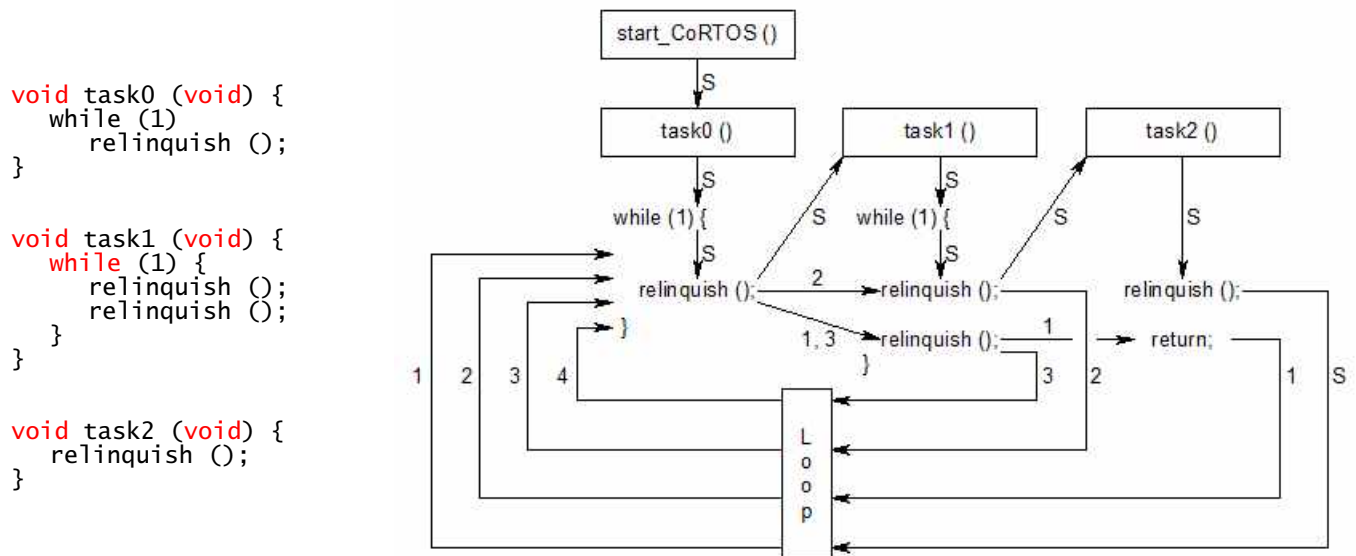 void task0 (void) {
while (1)
relinquish ();
}
void task1 (void) {
while (1) {
relinquish ();
relinquish ();
}
}
void task2 (void) {
relinquish ();
}
start_CoRTOS ()
S
task0 () task1 () task2 ()
S S
while (1) { S while (1) { S S
S S
relinquish (); 2 relinquish (); relinquish ();
} 1, 3 relinquish (); 1 return;
}
1 2 3 4 3 2 1 S
L
o
o
p